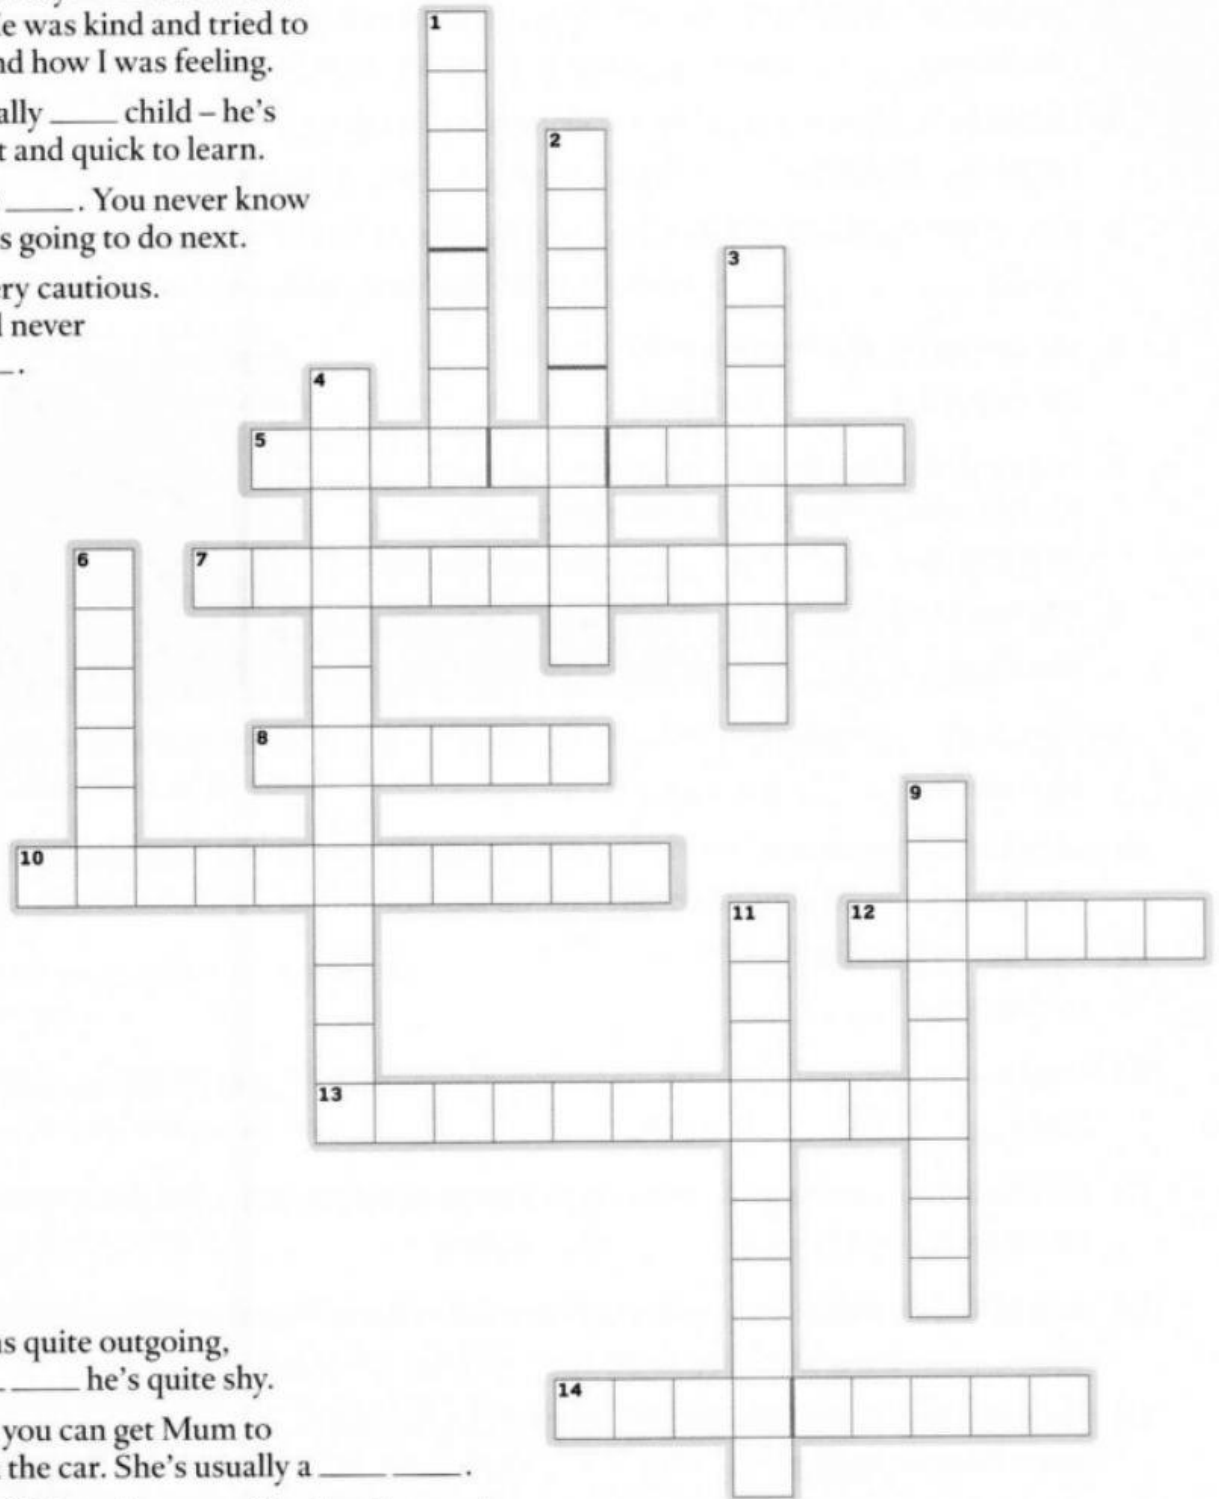 e was kind and tried to
nd how I was feeling.
ally ____ child – he's
t and quick to learn.
____. You never know
s going to do next.
ry cautious.
l never
_.
1
2
3
4
5
6
7
8
9
10
11
12
13
14
s quite outgoing,
_ ____ he's quite shy.
you can get Mum to
the car. She's usually a ____ ____.